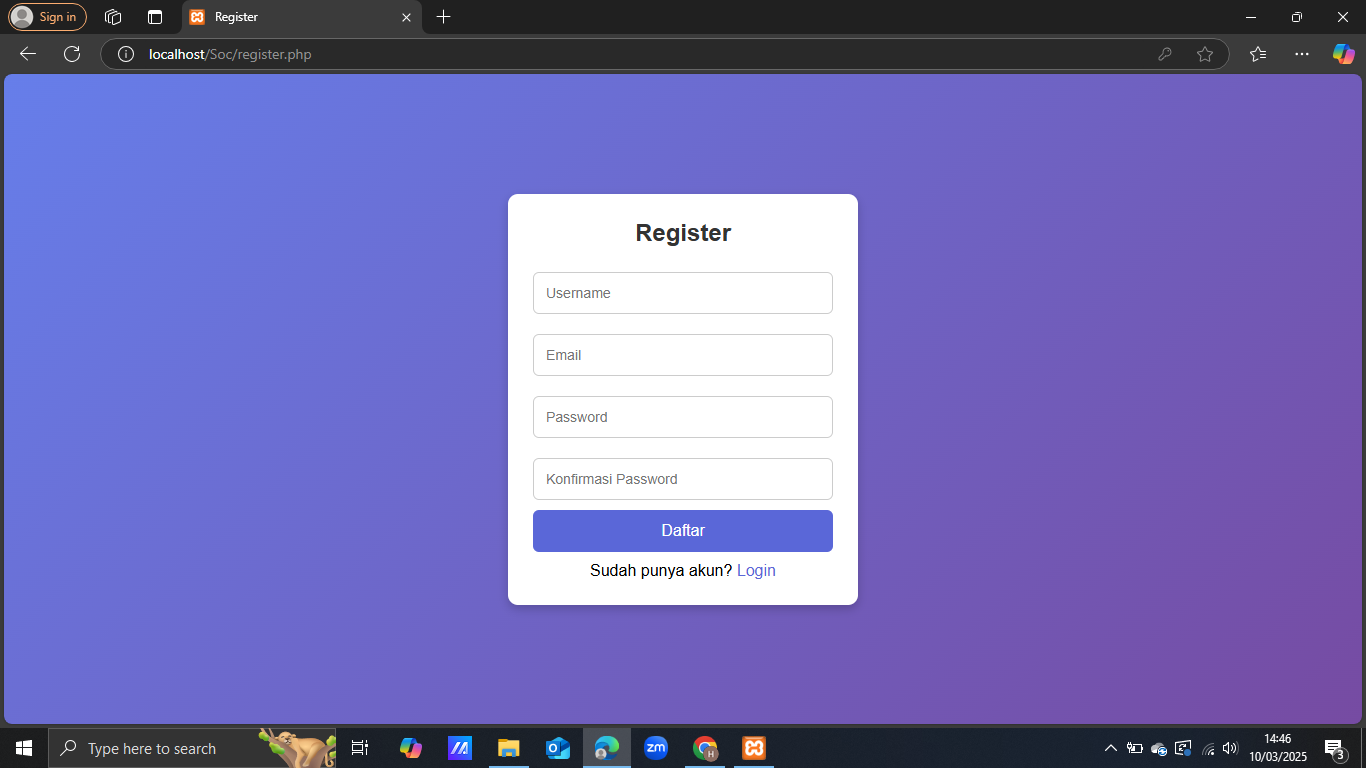 Sign in
Register
localhost/Soc/register.php
Register
Username
Email
Password
Konfirmasi Password
Daftar
Sudah punya akun? Login
Type here to search
zm
H
14:46
10/03/2025
3